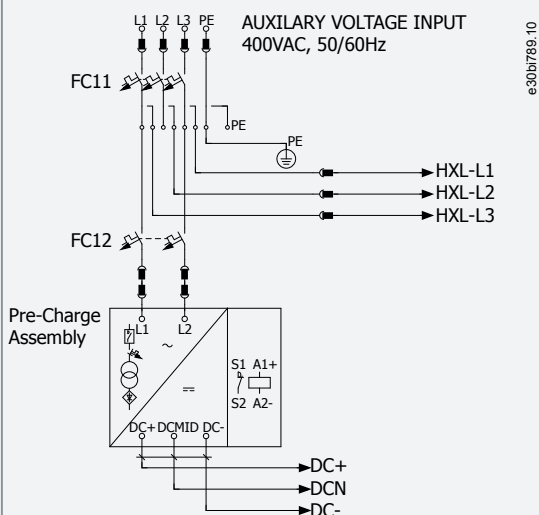 L1 L2 L3 PE
AUXILARY VOLTAGE INPUT
400VAC, 50/60Hz
e30bl789.10
FC11
PE
PE
HXL-L1
HXL-L2
HXL-L3
FC12
Pre-Charge
Assembly
L1 L2
~
S1 A1+
S2 A2-
DC+ DCMID DC-
DC+
DCN
DC-